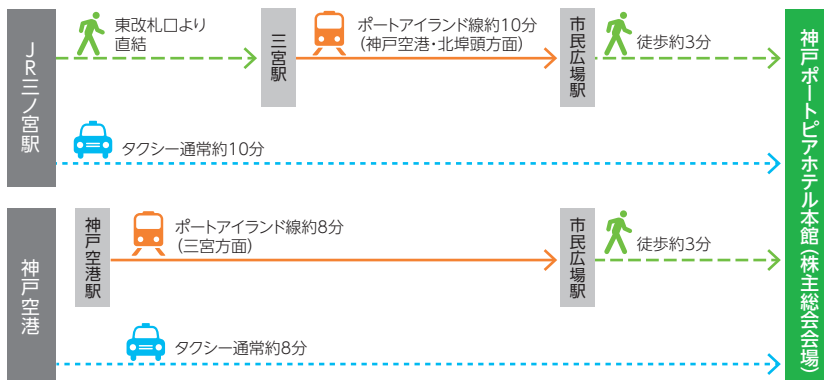 JR三ノ宮駅
東改札口より
直結
三宮駅
ポートアイランド線約10分
（神戸空港・北埠頭方面）
市民広場駅
徒歩約3分
タクシー通常約10分
神戸空港
神戸空港駅
ポートアイランド線約8分
（三宮方面）
市民広場駅
徒歩約3分
タクシー通常約8分
神戸ポートピアホテル本館（株主総会会場）